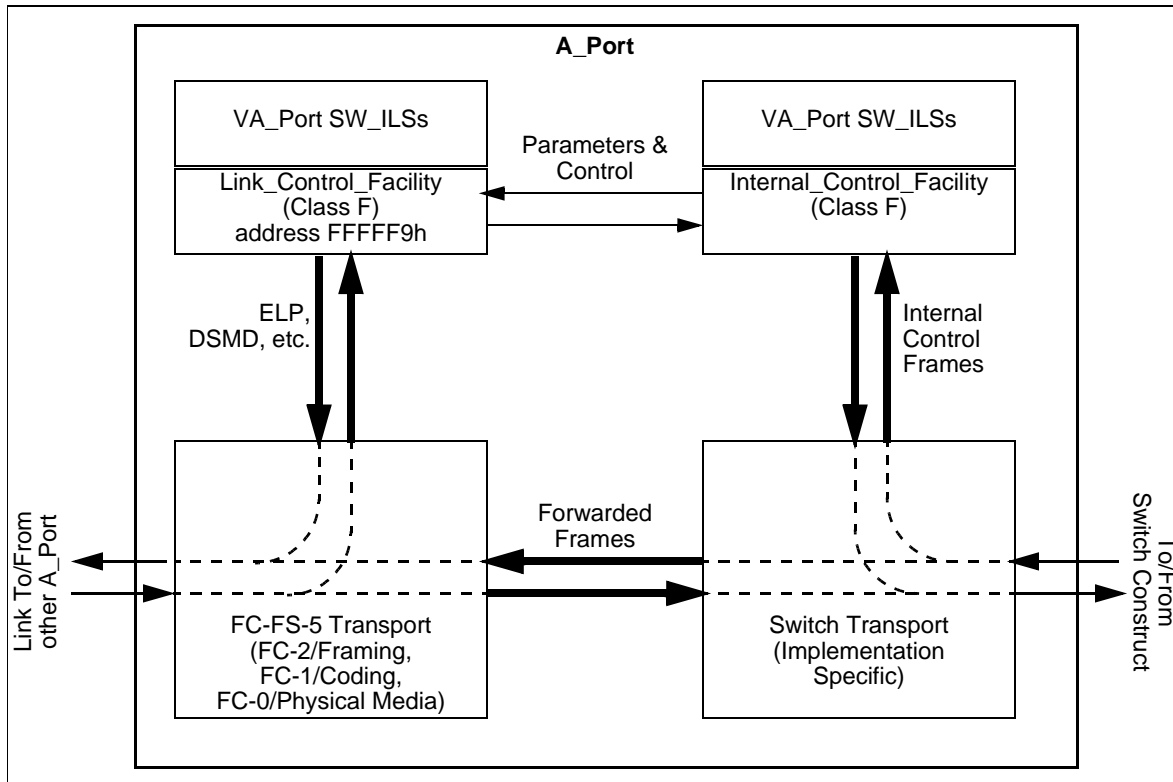 A_Port
VA_Port SW_ILSs
Link_Control_Facility
(Class F)
address FFFFF9h
Parameters &
Control
VA_Port SW_ILSs
Internal_Control_Facility
(Class F)
ELP,
DSMD, etc.
Internal
Control
Frames
Link To/From
other A_Port
Forwarded
Frames
To/From
Switch Construct
FC-FS-5 Transport
(FC-2/Framing,
FC-1/Coding,
FC-0/Physical Media)
Switch Transport
(Implementation
Specific)